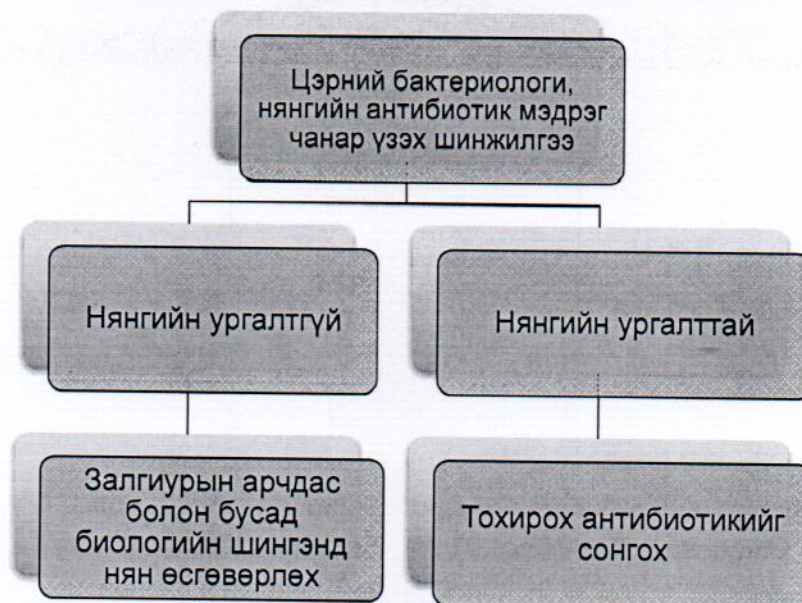 Цэрний бактериологи,
нянгийн антибиотик мэдрэг
чанар үзэх шинжилгээ
Нянгийн ургалтгүй
Нянгийн ургалттай
Залгиурын арчдас
болон бусад
биологийн шингэнд
нян өсгөвөрлөх
Тохирох антибиотикийг
сонгох